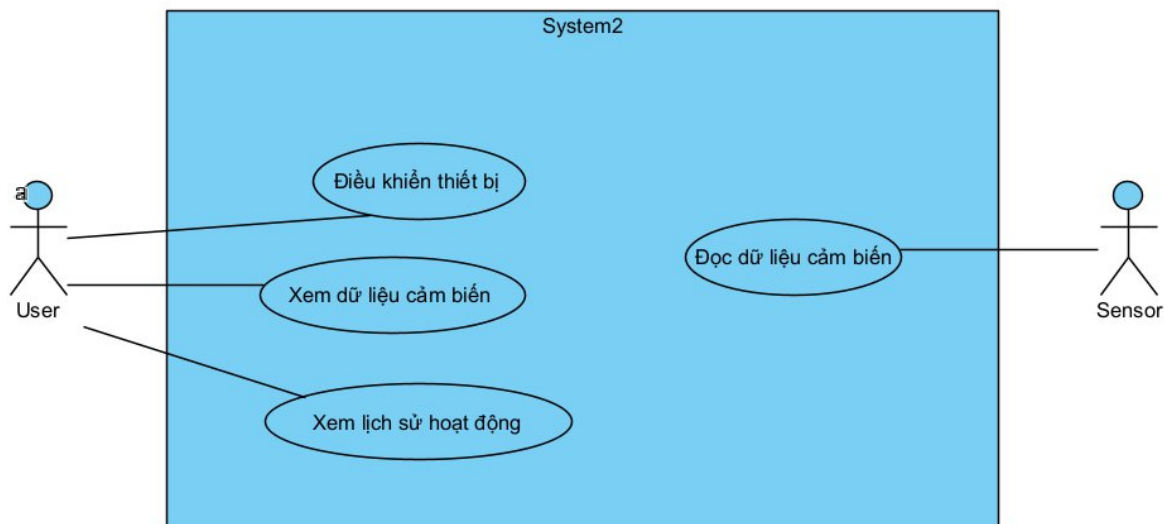 System2
a
Điều khiển thiết bị
Đọc dữ liệu cảm biến
Xem dữ liệu cảm biến
User
Sensor
Xem lịch sử hoạt động